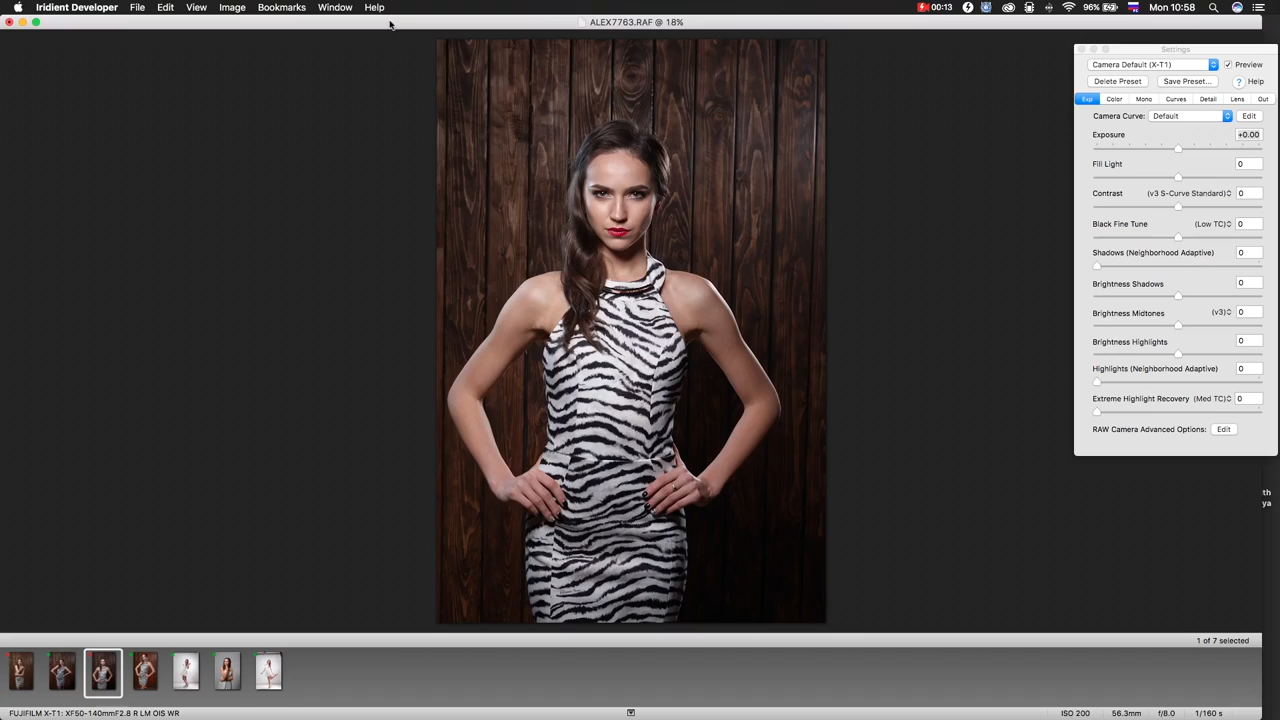 Iridient Developer File Edit View Image Bookmarks Window Help 00:13 96% Mon 10:58
ALEX7763.RAF @ 18%
Settings
Camera Default (X-T1) Preview
Delete Preset Save Preset... ? Help
Exp Color Mono Curves Detail Lens Out
Camera Curve: Default Edit
Exposure +0.00
Fill Light 0
Contrast (v3 S-Curve Standard) 0
Black Fine Tune (Low TC) 0
Shadows (Neighborhood Adaptive) 0
Brightness Shadows 0
Brightness Midtones (v3) 0
Brightness Highlights 0
Highlights (Neighborhood Adaptive) 0
Extreme Highlight Recovery (Med TC) 0
RAW Camera Advanced Options: Edit
th
ya
1 of 7 selected
FUJIFILM X-T1: XF50-140mmF2.8 R LM OIS WR ISO 200 56.3mm f/8.0 1/160 s